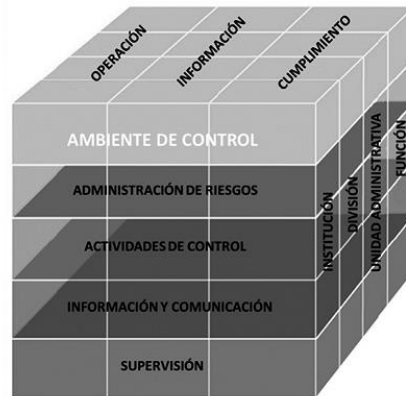 OPERACIÓN
INFORMACIÓN
CUMPLIMIENTO
AMBIENTE DE CONTROL
ADMINISTRACIÓN DE RIESGOS
ACTIVIDADES DE CONTROL
INFORMACIÓN Y COMUNICACIÓN
SUPERVISIÓN
INSTITUCIÓN
DIVISIÓN
UNIDAD ADMINISTRATIVA
FUNCIÓN